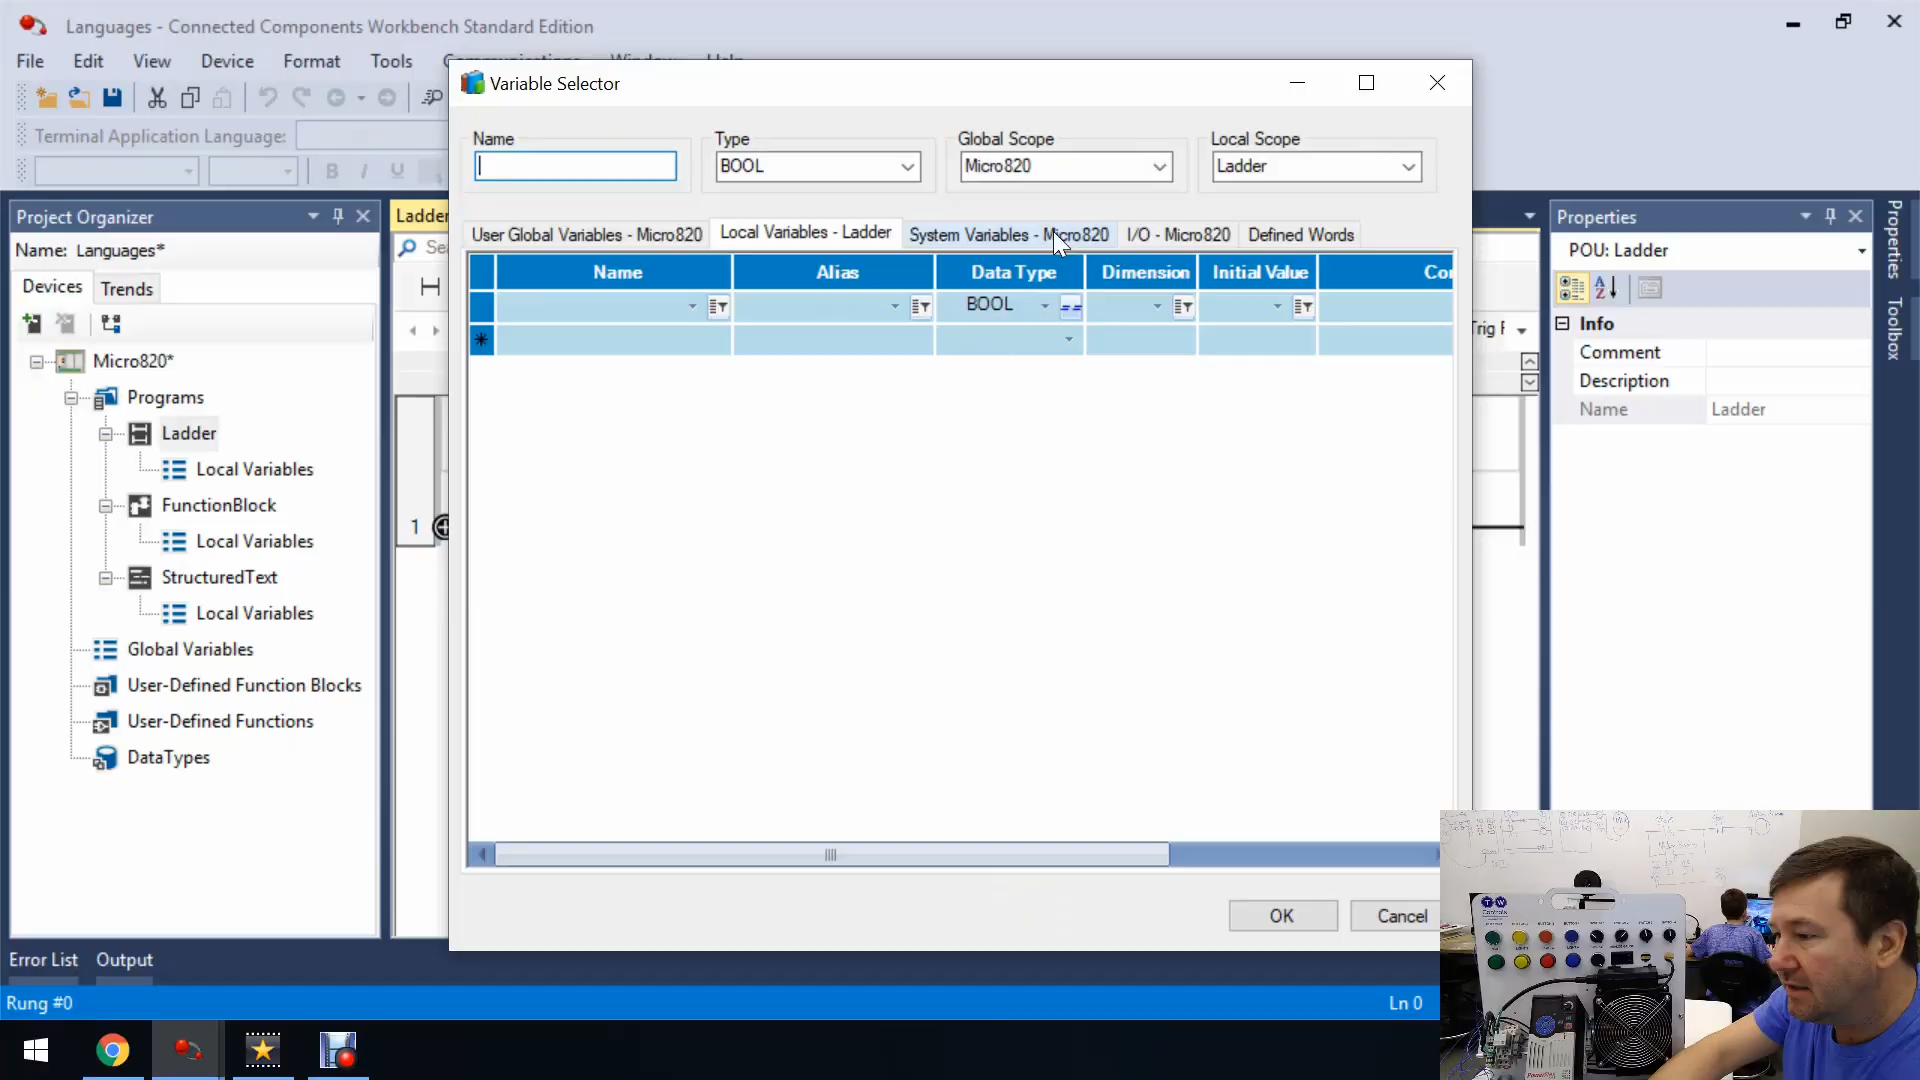 Languages - Connected Components Workbench Standard Edition
File Edit View Device Format Tools
Terminal Application Language:
B I U
Variable Selector
Name Type Global Scope Local Scope
BOOL Micro820 Ladder
User Global Variables - Micro820 Local Variables - Ladder System Variables - Micro820 I/O - Micro820 Defined Words
Name Alias Data Type Dimension Initial Value
BOOL
OK Cancel
Project Organizer
Name: Languages*
Devices Trends
Micro820*
Programs
Ladder
Local Variables
FunctionBlock
Local Variables
StructuredText
Local Variables
Global Variables
User-Defined Function Blocks
User-Defined Functions
DataTypes
Ladder
1
Properties
POU: Ladder
Info
Comment
Description
Name Ladder
Properties
Toolbox
Error List Output
Rung #0 Ln 0
TW
Controls